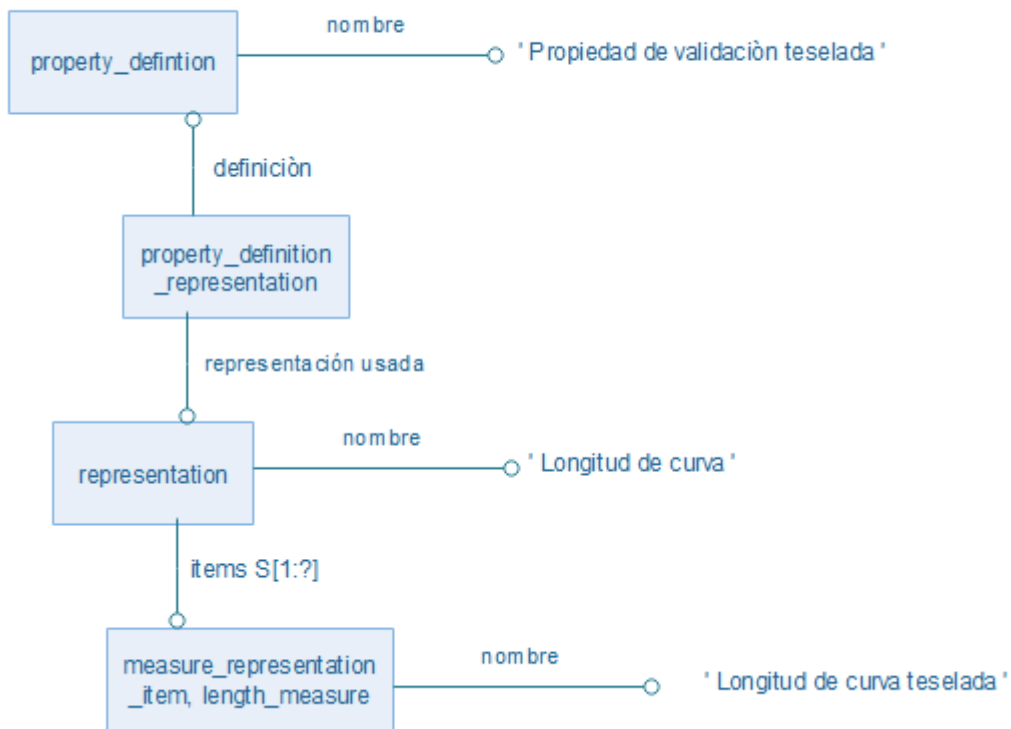 nombre
property_defintion
' Propiedad de validaciòn teselada '
definiciòn
property_definition
_representation
representación usada
nombre
representation
' Longitud de curva '
items S[1:?]
measure_representation
_item, length_measure
nombre
' Longitud de curva teselada '